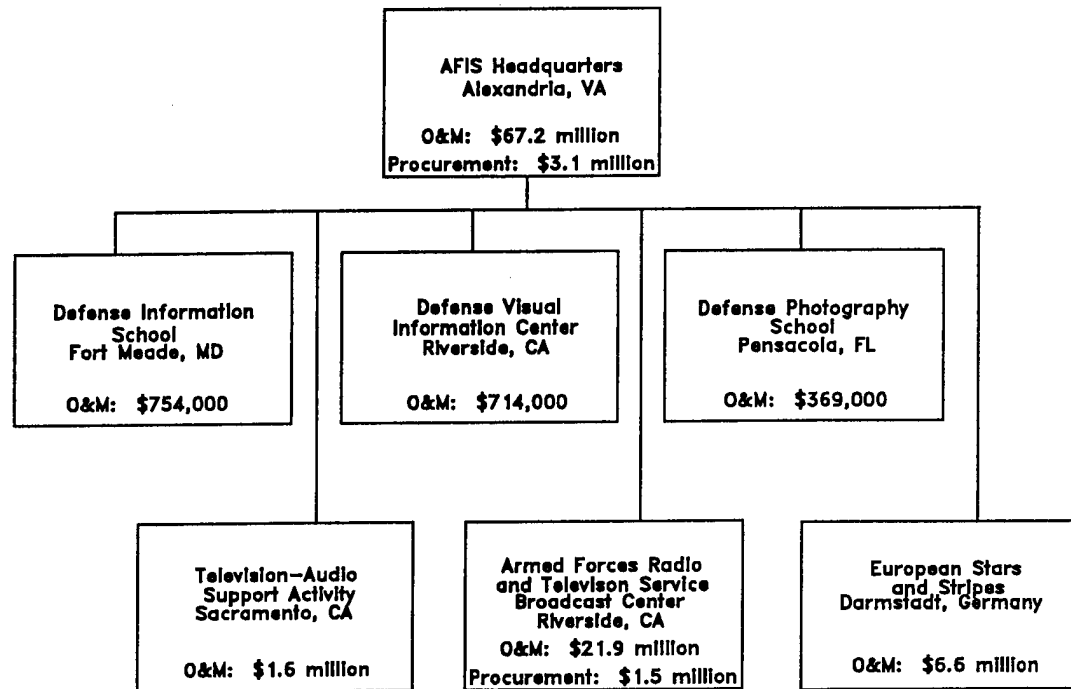 AFIS Headquarters
Alexandria, VA
O&M: $67.2 million
Procurement: $3.1 million
Defense Information
School
Fort Meade, MD
O&M: $754,000
Defense Visual
Information Center
Riverside, CA
O&M: $714,000
Defense Photography
School
Pensacola, FL
O&M: $369,000
Television-Audio
Support Activity
Sacramento, CA
O&M: $1.6 million
Armed Forces Radio
and Televison Service
Broadcast Center
Riverside, CA
O&M: $21.9 million
Procurement: $1.5 million
European Stars
and Stripes
Darmstadt, Germany
O&M: $6.6 million